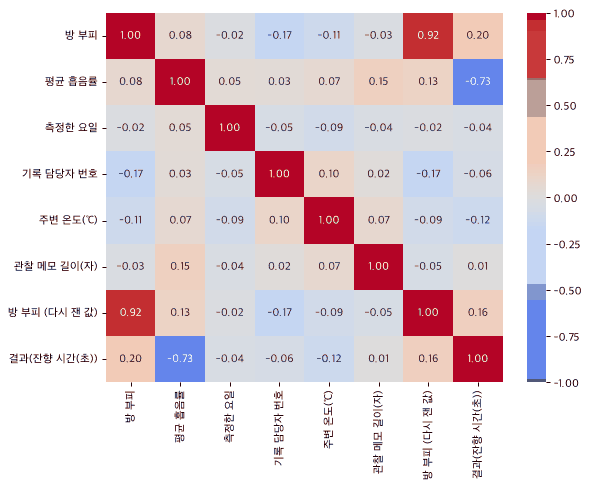 방 부피 1.00 0.08 -0.02 -0.17 -0.11 -0.03 0.92 0.20
평균 흡음률 0.08 1.00 0.05 0.03 0.07 0.15 0.13 -0.73
측정한 요일 -0.02 0.05 1.00 -0.05 -0.09 -0.04 -0.02 -0.04
기록 담당자 번호 -0.17 0.03 -0.05 1.00 0.10 0.02 -0.17 -0.06
주변 온도(℃) -0.11 0.07 -0.09 0.10 1.00 0.07 -0.09 -0.12
관찰 메모 길이(자) -0.03 0.15 -0.04 0.02 0.07 1.00 -0.05 0.01
방 부피 (다시 잰 값) 0.92 0.13 -0.02 -0.17 -0.09 -0.05 1.00 0.16
결과(잔향 시간(초)) 0.20 -0.73 -0.04 -0.06 -0.12 0.01 0.16 1.00
방 부피
평균 흡음률
측정한 요일
기록 담당자 번호
주변 온도(℃)
관찰 메모 길이(자)
방 부피 (다시 잰 값)
결과(잔향 시간(초))
1.00
0.75
0.50
0.25
0.00
-0.25
-0.50
-0.75
-1.00